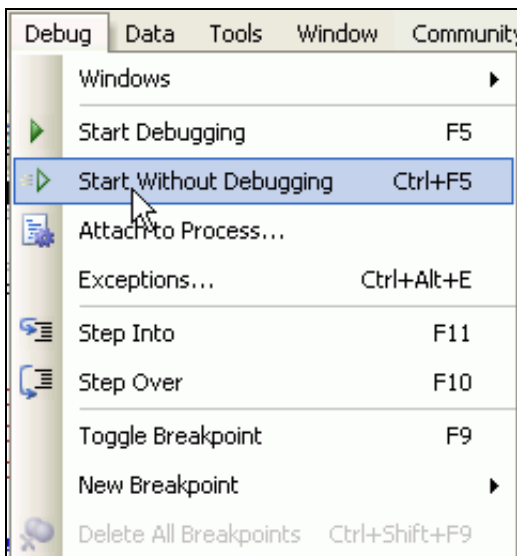 Debug Data Tools Window Community
Windows
Start Debugging F5
Start Without Debugging Ctrl+F5
Attach to Process...
Exceptions... Ctrl+Alt+E
Step Into F11
Step Over F10
Toggle Breakpoint F9
New Breakpoint
Delete All Breakpoints Ctrl+Shift+F9